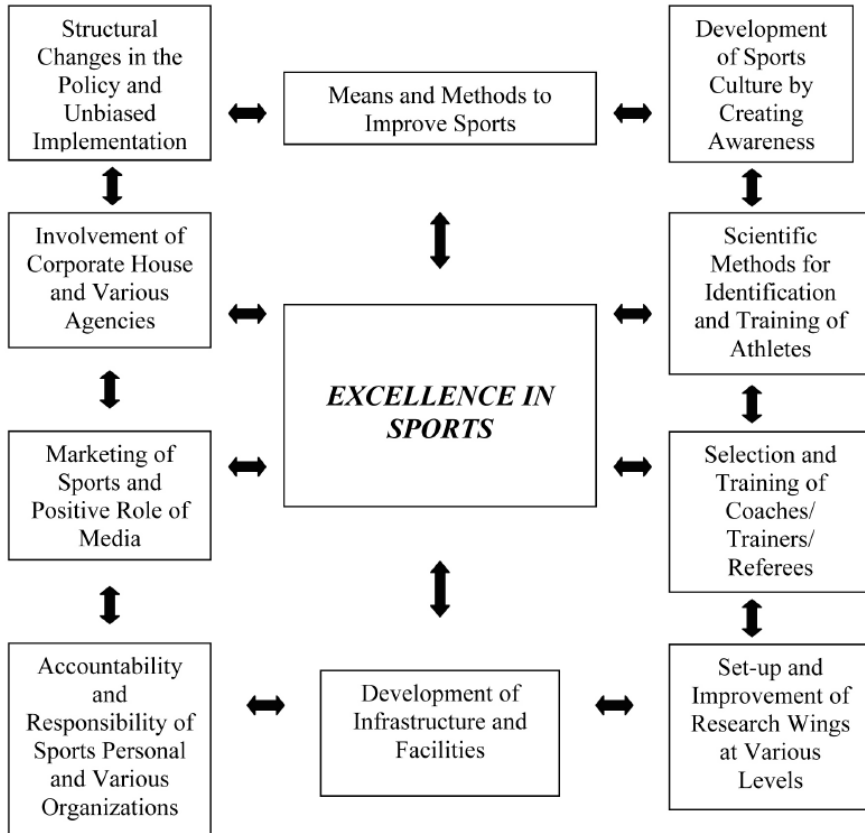 Structural
Changes in the
Policy and
Unbiased
Implementation
Means and Methods to
Improve Sports
Development
of Sports
Culture by
Creating
Awareness
Involvement of
Corporate House
and Various
Agencies
EXCELLENCE IN
SPORTS
Scientific
Methods for
Identification
and Training of
Athletes
Marketing of
Sports and
Positive Role of
Media
Selection and
Training of
Coaches/
Trainers/
Referees
Accountability
and
Responsibility of
Sports Personal
and Various
Organizations
Development of
Infrastructure and
Facilities
Set-up and
Improvement of
Research Wings
at Various
Levels